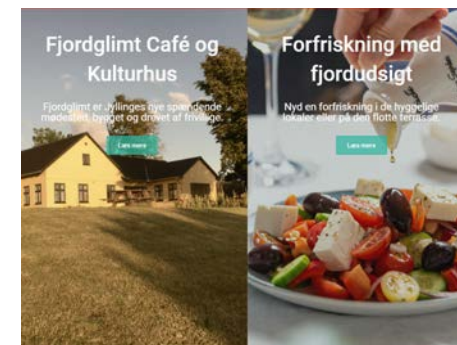 Fjordglimt Café og
Kulturhus
Fjordglimt er Jyllinges nye spændende
mødested, bygget og drevet af frivillige.
Læs mere
Forfriskning med
fjordudsigt
Nyd en forfriskning i de hyggelige
lokaler eller på den flotte terrasse.
Læs mere